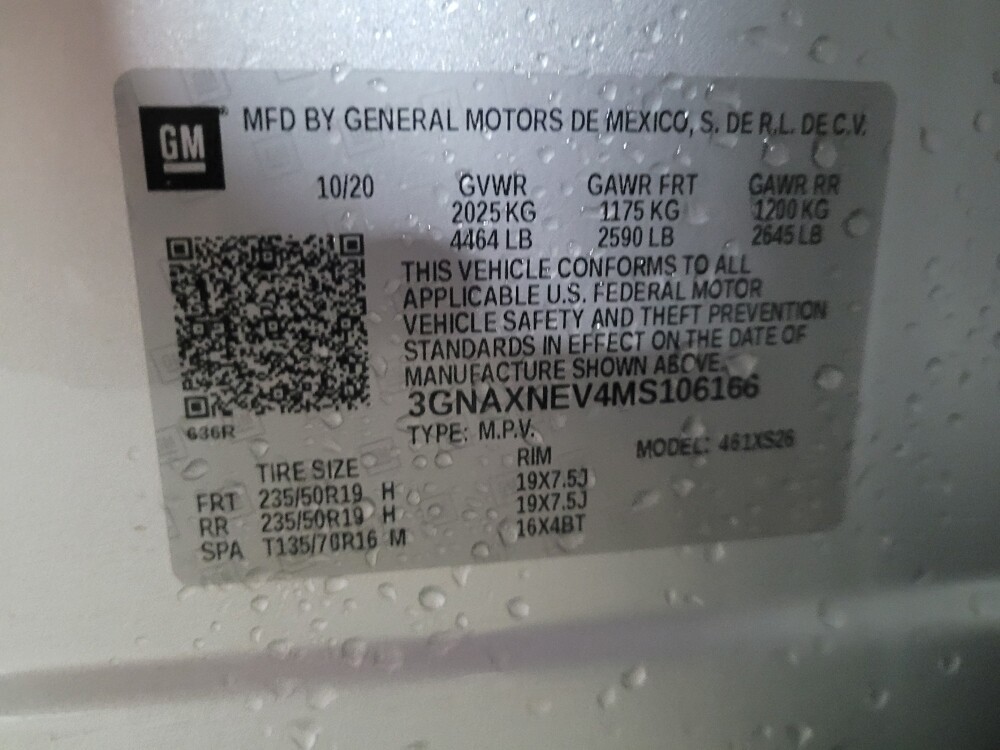 GM ® MFD BY GENERAL MOTORS DE MEXICO, S. DE R.L. DE C.V.
10/20 GVWR GAWR FRT GAWR RR
2025 KG 1175 KG 1200 KG
4464 LB 2590 LB 2645 LB
THIS VEHICLE CONFORMS TO ALL
APPLICABLE U.S. FEDERAL MOTOR
VEHICLE SAFETY AND THEFT PREVENTION
STANDARDS IN EFFECT ON THE DATE OF
MANUFACTURE SHOWN ABOVE.
3GNAXNEV4MS106166
636R
TYPE: M.P.V. MODEL: 461XS26
TIRE SIZE RIM
FRT 235/50R19 H 19X7.5J
RR 235/50R19 H 19X7.5J
SPA T135/70R16 M 16X4BT